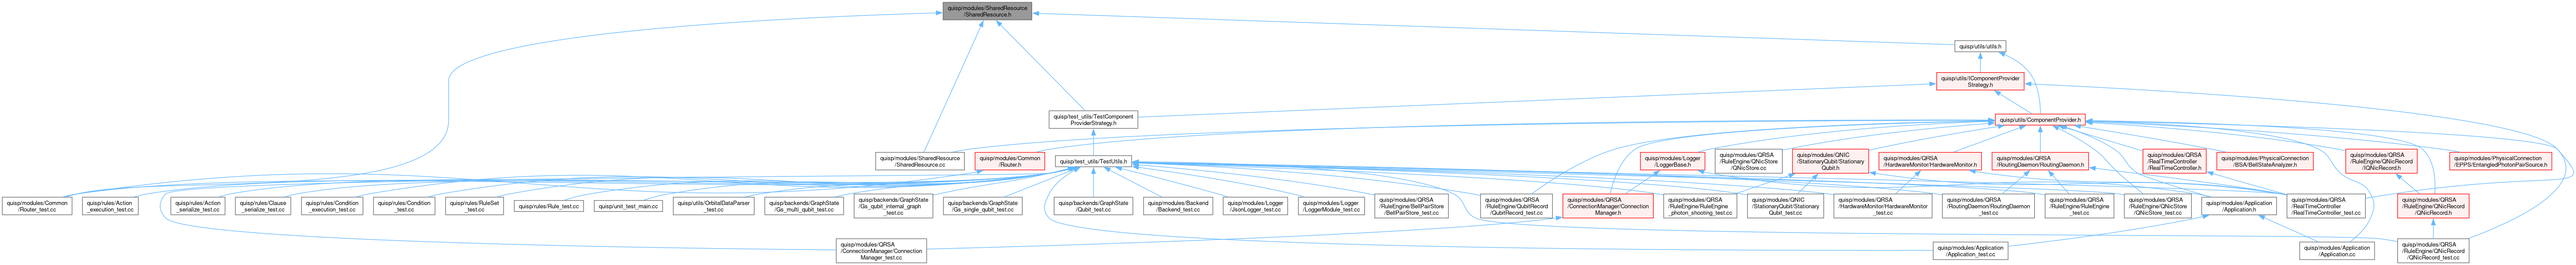 quisp/modules/SharedResource
/SharedResource.h
quisp/utils/utils.h
quisp/utils/IComponentProvider
Strategy.h
quisp/test_utils/TestComponent
ProviderStrategy.h
quisp/utils/ComponentProvider.h
quisp/modules/SharedResource
/SharedResource.cc
quisp/modules/Common
/Router.h
quisp/test_utils/TestUtils.h
quisp/modules/Logger
/LoggerBase.h
quisp/modules/QRSA
/RuleEngine/QNicStore
/QNicStore.cc
quisp/modules/QNIC
/StationaryQubit/Stationary
Qubit.h
quisp/modules/QRSA
/HardwareMonitor/HardwareMonitor.h
quisp/modules/QRSA
/RoutingDaemon/RoutingDaemon.h
quisp/modules/QRSA
/RealTimeController
/RealTimeController.h
quisp/modules/PhysicalConnection
/BSA/BellStateAnalyzer.h
quisp/modules/QRSA
/RuleEngine/QNicRecord
/IQNicRecord.h
quisp/modules/PhysicalConnection
/EPPS/EntangledPhotonPairSource.h
quisp/modules/Common
/Router_test.cc
quisp/rules/Action
_execution_test.cc
quisp/rules/Action
_serialize_test.cc
quisp/rules/Clause
_serialize_test.cc
quisp/rules/Condition
_execution_test.cc
quisp/rules/Condition
_test.cc
quisp/rules/RuleSet
_test.cc
quisp/rules/Rule_test.cc
quisp/unit_test_main.cc
quisp/utils/OrbitalDataParser
_test.cc
quisp/backends/GraphState
/Gs_multi_qubit_test.cc
quisp/backends/GraphState
/Gs_qubit_internal_graph
_test.cc
quisp/backends/GraphState
/Gs_single_qubit_test.cc
quisp/backends/GraphState
/Qubit_test.cc
quisp/modules/Backend
/Backend_test.cc
quisp/modules/Logger
/JsonLogger_test.cc
quisp/modules/Logger
/LoggerModule_test.cc
quisp/modules/QRSA
/RuleEngine/BellPairStore
/BellPairStore_test.cc
quisp/modules/QRSA
/RuleEngine/QubitRecord
/QubitRecord_test.cc
quisp/modules/QRSA
/ConnectionManager/Connection
Manager.h
quisp/modules/QRSA
/RuleEngine/RuleEngine
_photon_shooting_test.cc
quisp/modules/QNIC
/StationaryQubit/Stationary
Qubit_test.cc
quisp/modules/QRSA
/HardwareMonitor/HardwareMonitor
_test.cc
quisp/modules/QRSA
/RoutingDaemon/RoutingDaemon
_test.cc
quisp/modules/QRSA
/RuleEngine/RuleEngine
_test.cc
quisp/modules/QRSA
/RuleEngine/QNicStore
/QNicStore_test.cc
quisp/modules/Application
/Application.h
quisp/modules/QRSA
/RealTimeController
/RealTimeController_test.cc
quisp/modules/QRSA
/RuleEngine/QNicRecord
/QNicRecord.h
quisp/modules/QRSA
/ConnectionManager/Connection
Manager_test.cc
quisp/modules/Application
/Application_test.cc
quisp/modules/Application
/Application.cc
quisp/modules/QRSA
/RuleEngine/QNicRecord
/QNicRecord_test.cc